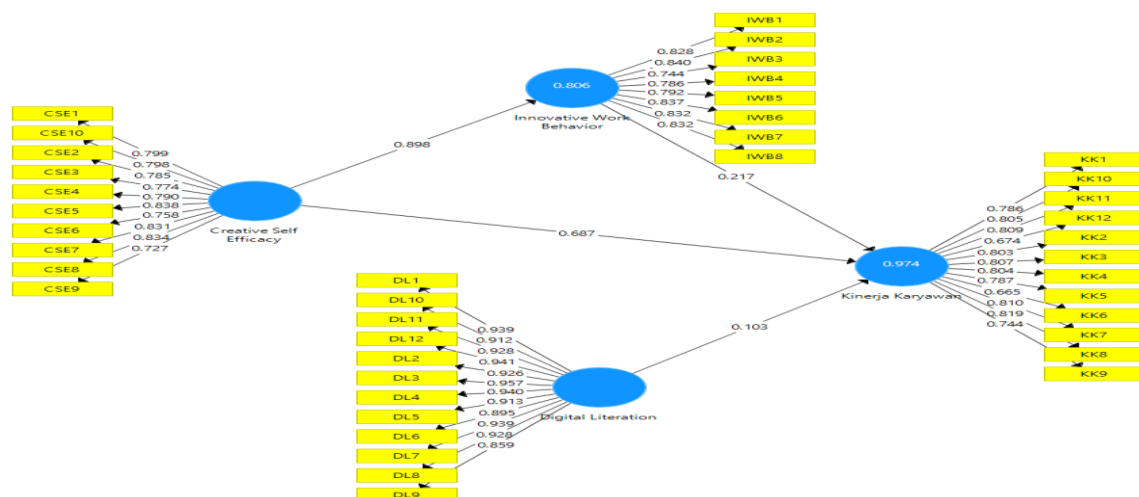 IWB1
IWB2
IWB3
IWB4
IWB5
IWB6
IWB7
IWB8
0.828
0.840
0.744
0.786
0.792
0.837
0.832
0.832
0.806
Innovative Work
Behavior
CSE1
CSE10
CSE2
CSE3
CSE4
CSE5
CSE6
CSE7
CSE8
CSE9
0.799
0.798
0.785
0.774
0.790
0.838
0.758
0.831
0.834
0.727
Creative Self
Efficacy
0.898
0.217
0.687
0.103
KK1
KK10
KK11
KK12
KK2
KK3
KK4
KK5
KK6
KK7
KK8
KK9
0.786
0.805
0.809
0.674
0.803
0.807
0.804
0.787
0.665
0.810
0.819
0.744
0.974
Kinerja Karyawan
DL1
DL10
DL11
DL12
DL2
DL3
DL4
DL5
DL6
DL7
DL8
DL9
0.939
0.912
0.928
0.941
0.926
0.957
0.940
0.913
0.895
0.939
0.928
0.859
Digital Literation